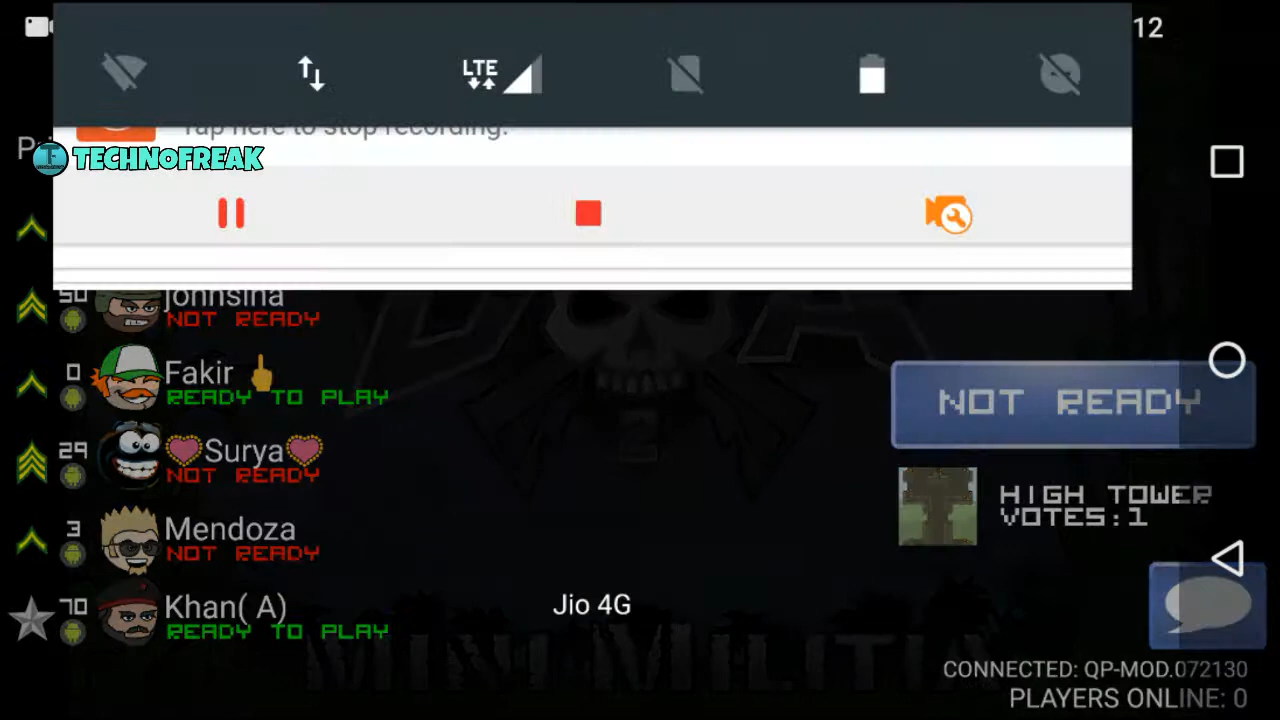 12
LTE
Tap here to stop recording.
TECHNOFREAK
50 johnsina
NOT READY
0 Fakir 🖕
READY TO PLAY
NOT READY
29 💟Surya💟
NOT READY
HIGH TOWER
VOTES:1
3 Mendoza
NOT READY
70 Khan( A)
READY TO PLAY
Jio 4G
MINI MILITIA
CONNECTED: QP-MOD.072130
PLAYERS ONLINE: 0